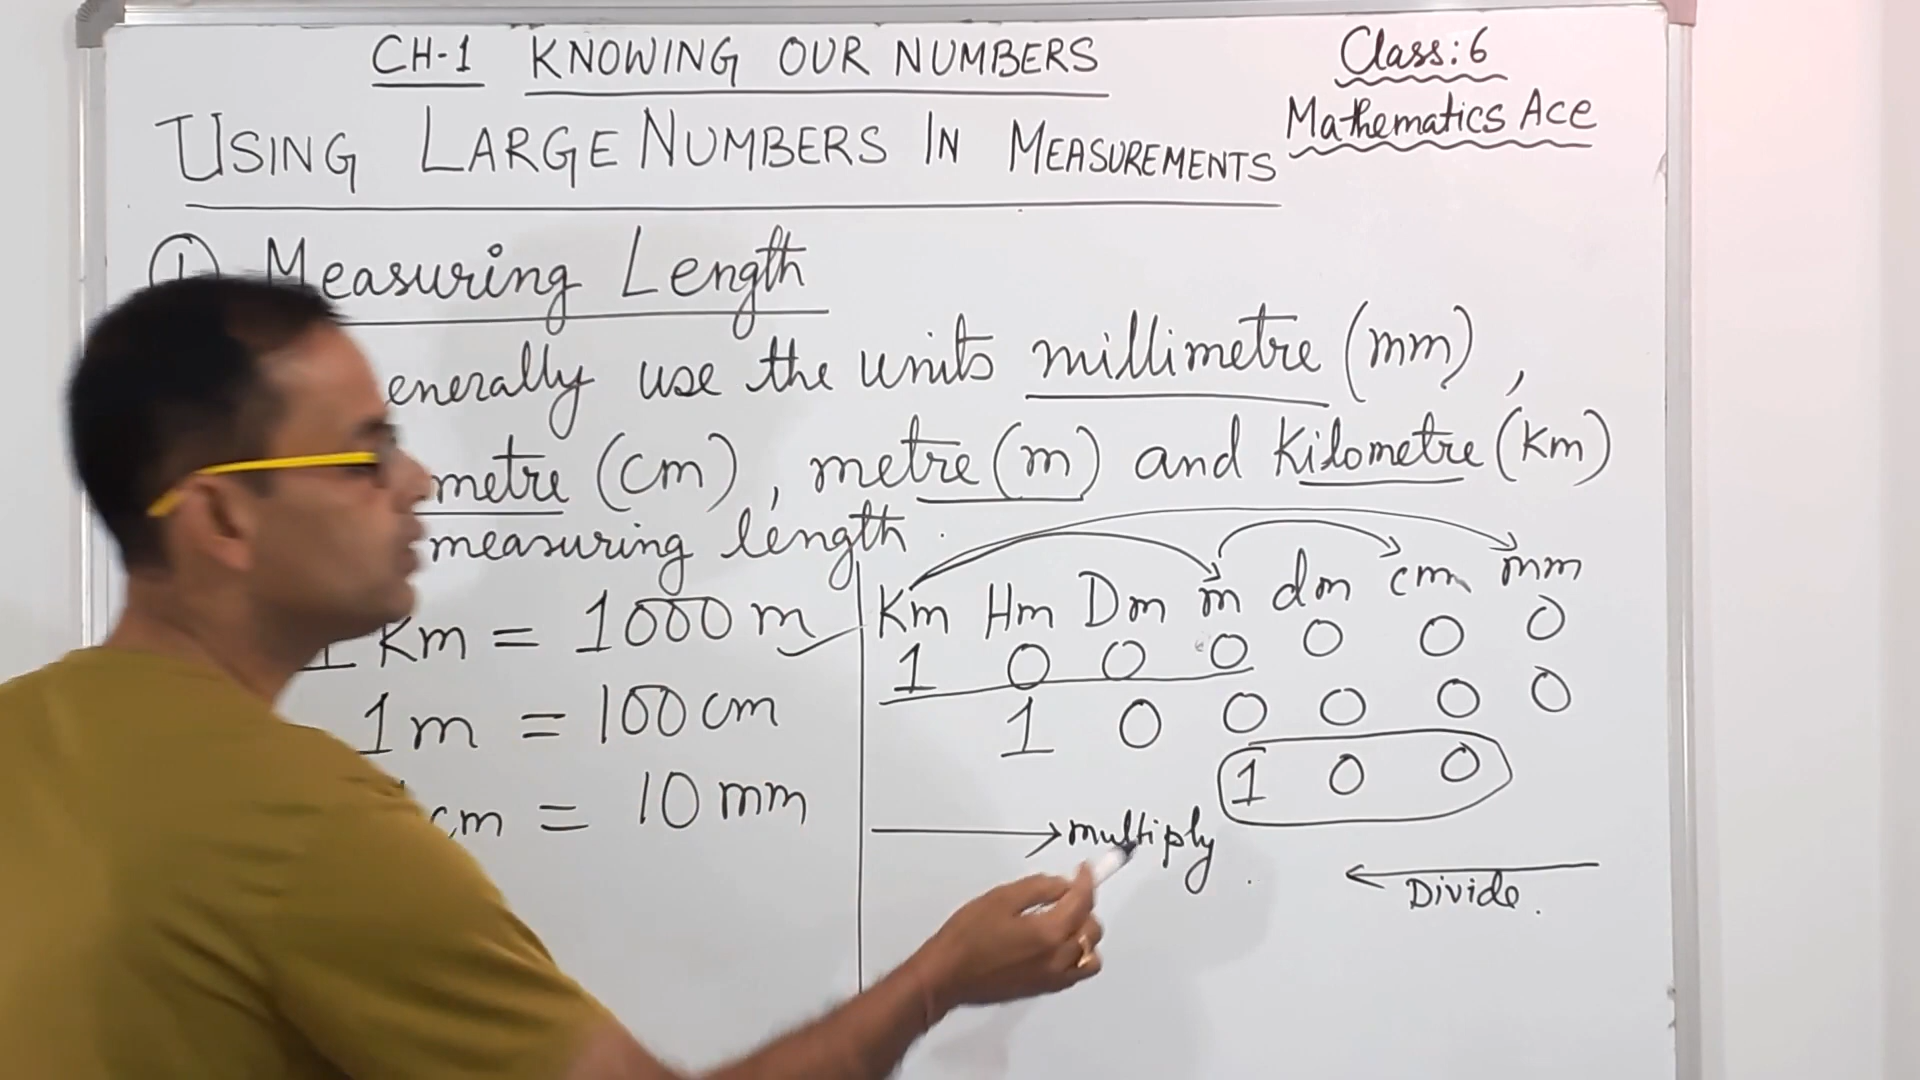 CH-1 KNOWING OUR NUMBERS
Class: 6
Mathematics Ace
USING LARGE NUMBERS IN MEASUREMENTS
① Measuring Length
enerally use the units millimetre (mm),
metre (cm), metre (m) and Kilometre (Km)
measuring length.
1 Km = 1000 m
1 m = 100 cm
cm = 10 mm
Km Hm Dm m dm cm mm
1 0 0 0 0 0 0
1 0 0 0 0 0
1 0 0
multiply
Divide.